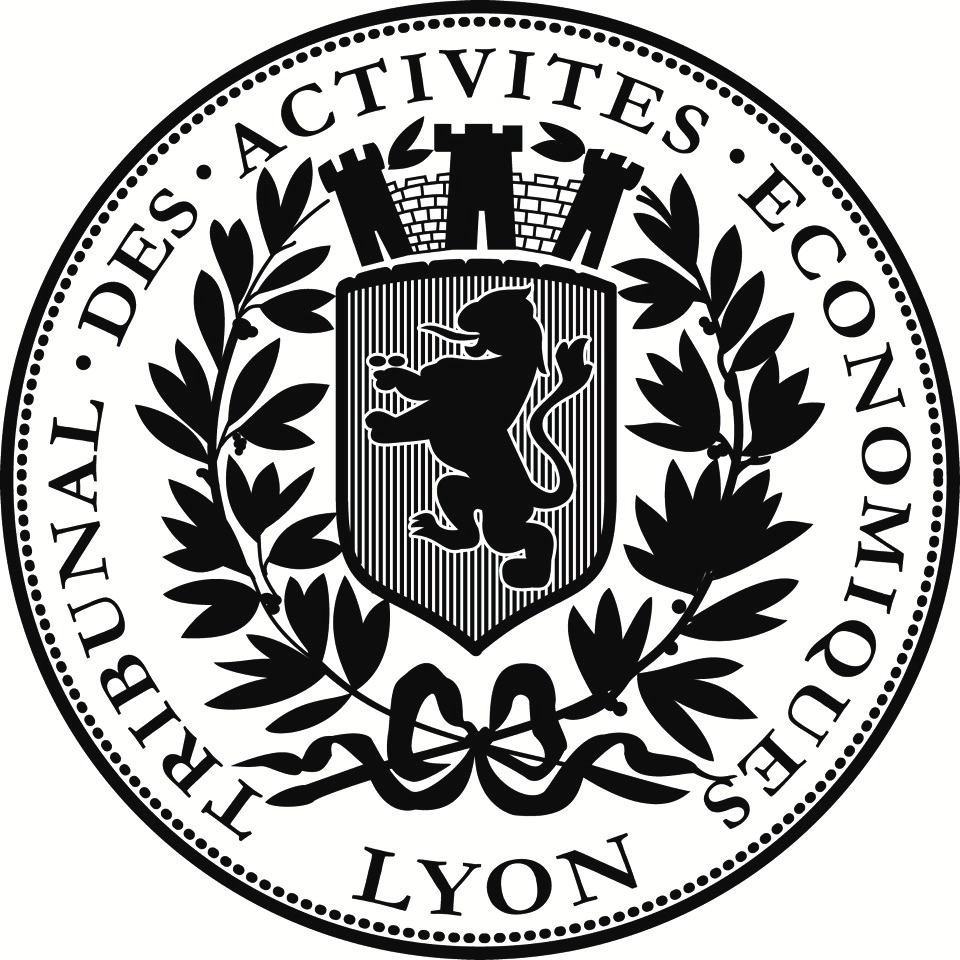 TRIBUNAL · DES · ACTIVITES · ECONOMIQUES
LYON